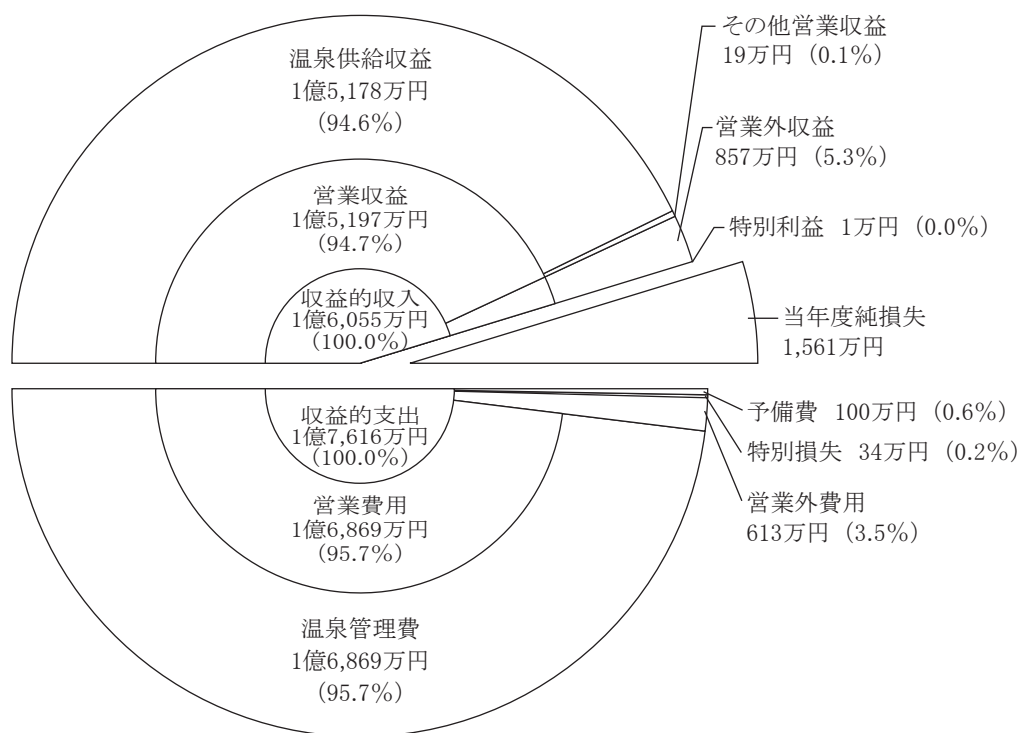 温泉供給収益
1億5,178万円
(94.6%)
営業収益
1億5,197万円
(94.7%)
収益的収入
1億6,055万円
(100.0%)
その他営業収益
19万円 (0.1%)
営業外収益
857万円 (5.3%)
特別利益 1万円 (0.0%)
当年度純損失
1,561万円
収益的支出
1億7,616万円
(100.0%)
営業費用
1億6,869万円
(95.7%)
温泉管理費
1億6,869万円
(95.7%)
予備費 100万円 (0.6%)
特別損失 34万円 (0.2%)
営業外費用
613万円 (3.5%)